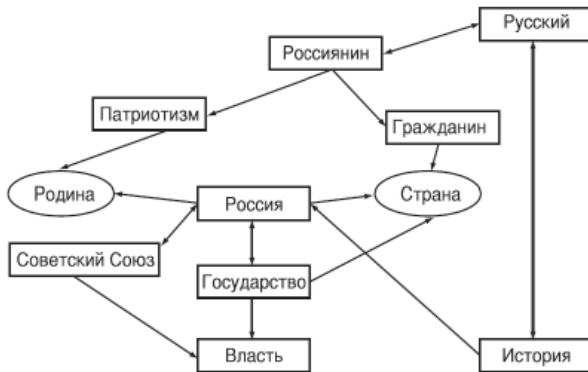 Русский
Россиянин
Патриотизм
Гражданин
Родина
Россия
Страна
Советский Союз
Государство
Власть
История